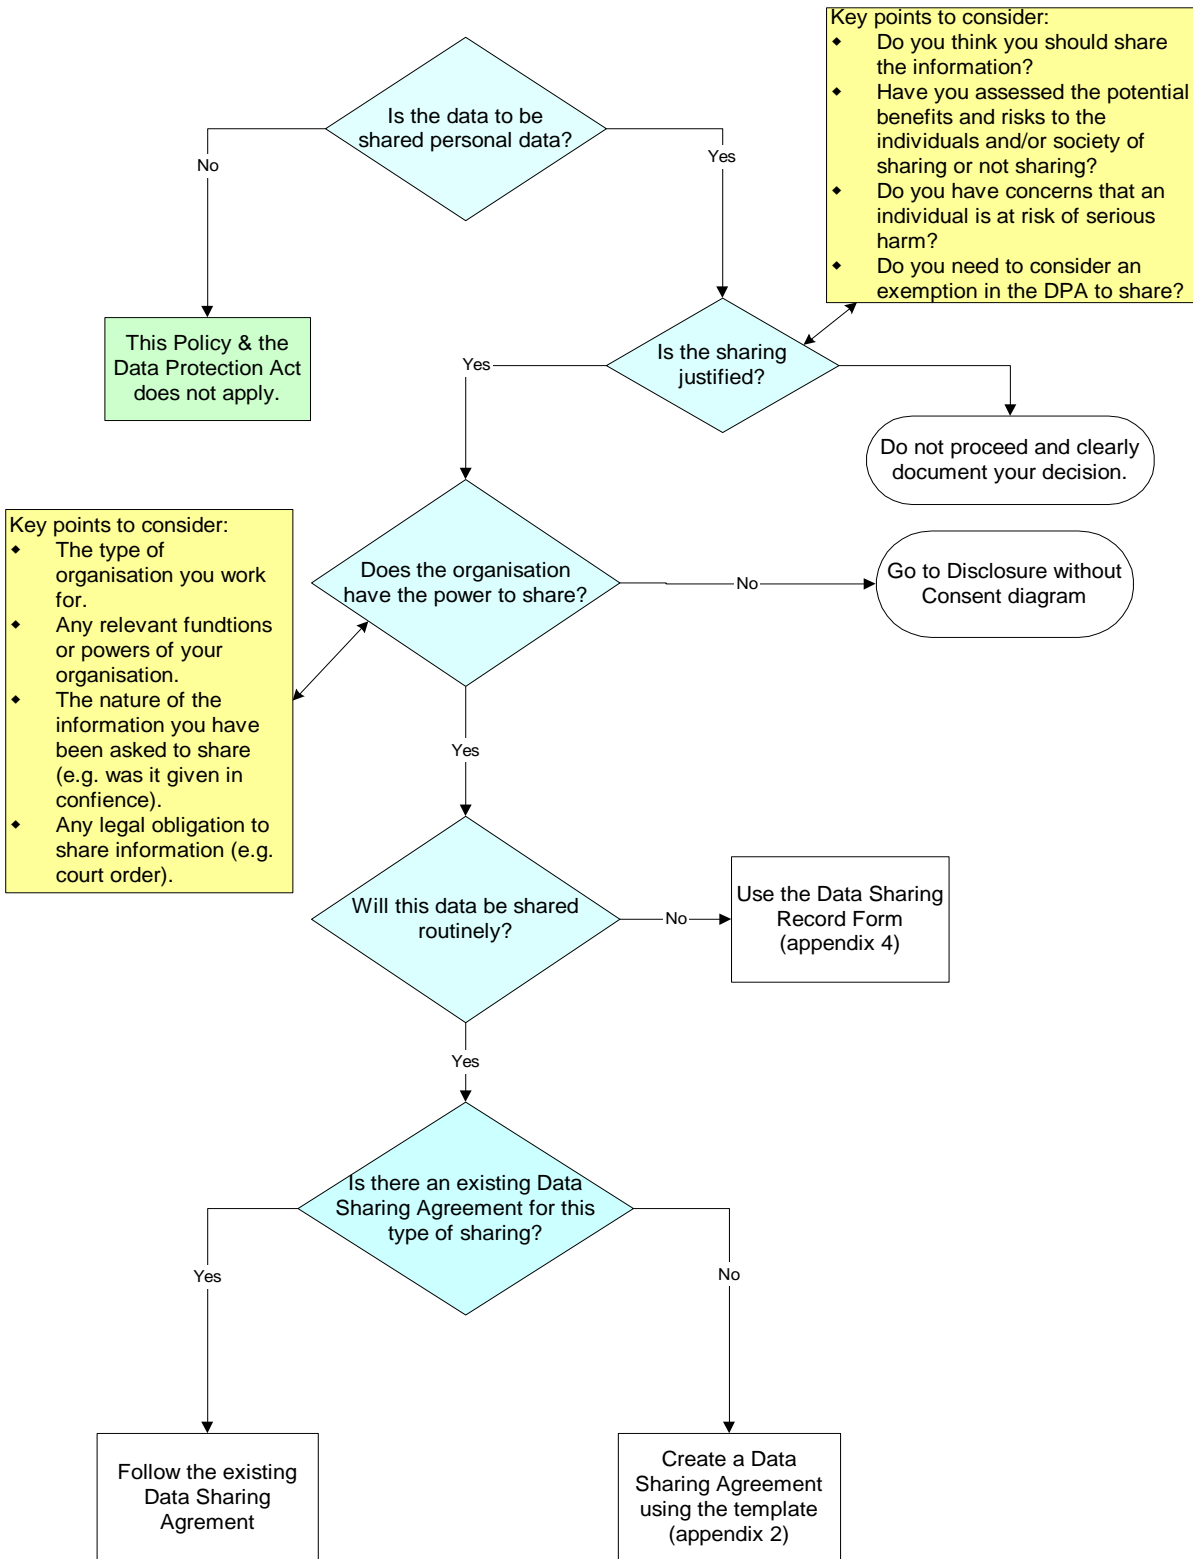 Key points to consider:
◆ Do you think you should share
the information?
◆ Have you assessed the potential
benefits and risks to the
individuals and/or society of
sharing or not sharing?
◆ Do you have concerns that an
individual is at risk of serious
harm?
◆ Do you need to consider an
exemption in the DPA to share?
Is the data to be
shared personal data?
No
Yes
This Policy & the
Data Protection Act
does not apply.
Is the sharing
justified?
Yes
Do not proceed and clearly
document your decision.
Key points to consider:
◆ The type of
organisation you work
for.
◆ Any relevant fundtions
or powers of your
organisation.
◆ The nature of the
information you have
been asked to share
(e.g. was it given in
confience).
◆ Any legal obligation to
share information (e.g.
court order).
Does the organisation
have the power to share?
No
Go to Disclosure without
Consent diagram
Yes
Will this data be shared
routinely?
No
Use the Data Sharing
Record Form
(appendix 4)
Yes
Is there an existing Data
Sharing Agreement for this
type of sharing?
Yes
No
Follow the existing
Data Sharing
Agrement
Create a Data
Sharing Agreement
using the template
(appendix 2)